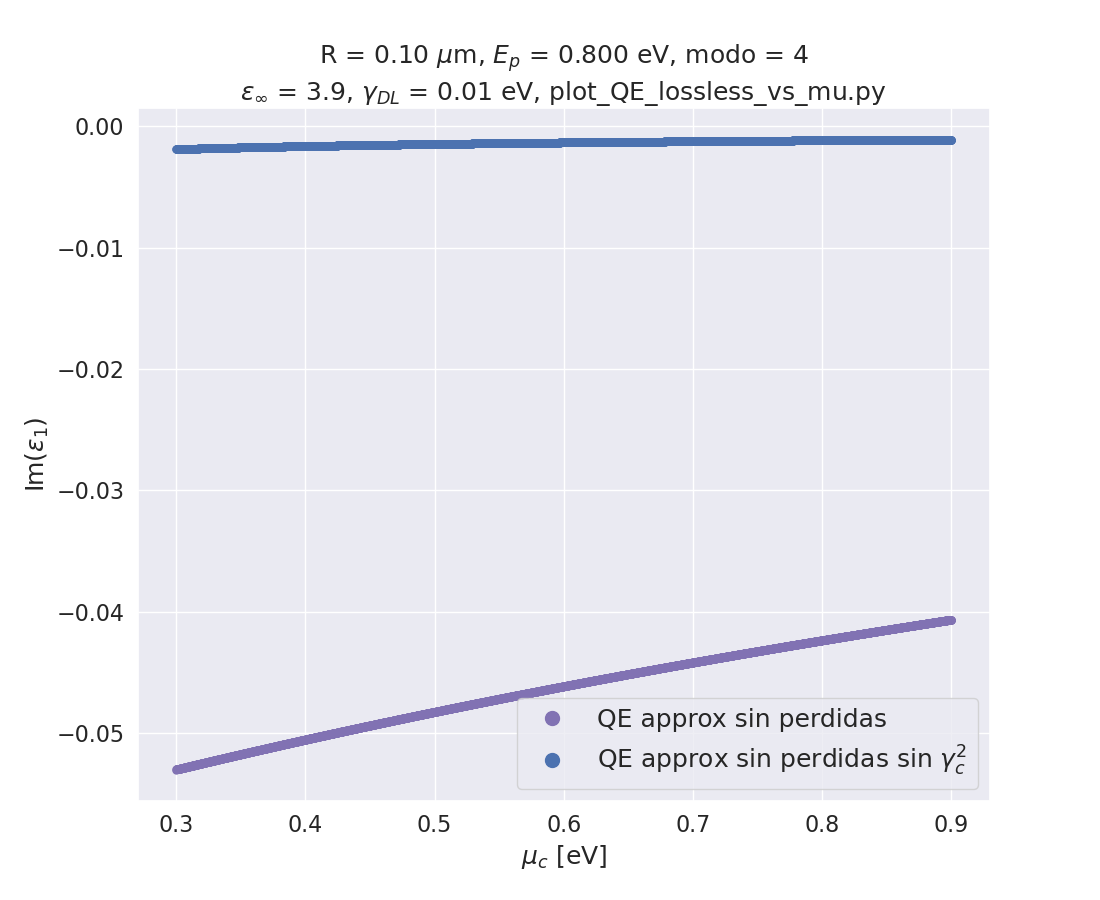 R = 0.10 μm, E_p = 0.800 eV, modo = 4
ε_∞ = 3.9, γ_DL = 0.01 eV, plot_QE_lossless_vs_mu.py
0.00
−0.01
−0.02
−0.03
−0.04
−0.05
Im(ε₁)
QE approx sin perdidas
QE approx sin perdidas sin γ_c^2
0.3 0.4 0.5 0.6 0.7 0.8 0.9
μ_c [eV]